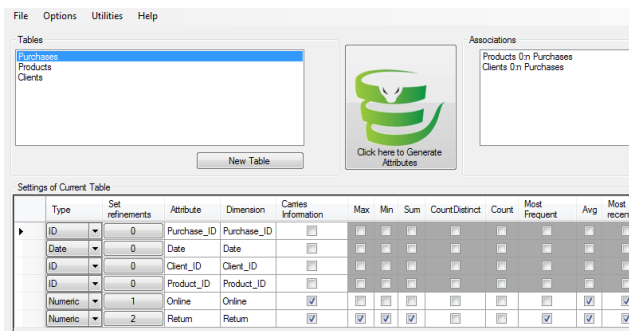 File Options Utilities Help
Tables
Associations
Purchases
Products
Clients
Products 0:n Purchases
Clients 0:n Purchases
Click here to Generate
Attributes
New Table
Settings of Current Table
Type Set refinements Attribute Dimension Carries Information Max Min Sum CountDistinct Count Most Frequent Avg Most recen
ID 0 Purchase_ID Purchase_ID
Date 0 Date Date
ID 0 Client_ID Client_ID
ID 0 Product_ID Product_ID
Numeric 1 Online Online
Numeric 2 Return Return